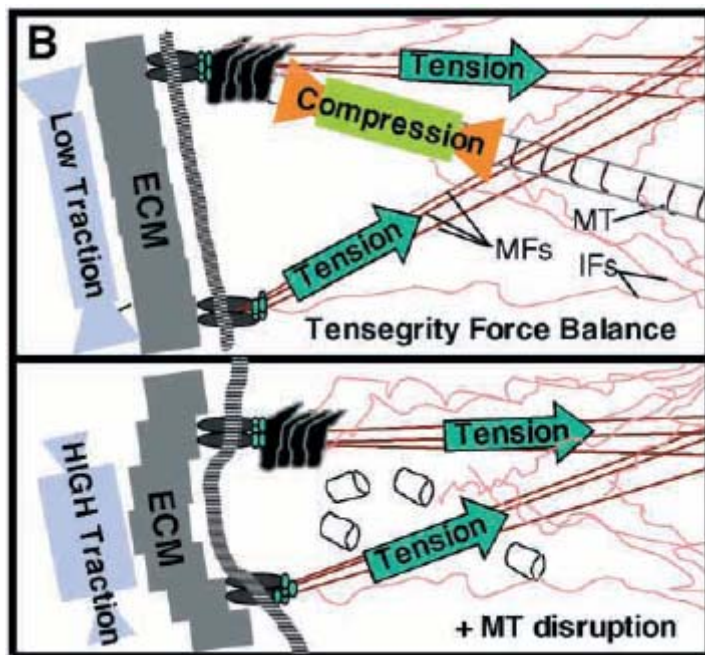 B
Tension
Compression
Low Traction
ECM
MT
MFs
IFs
Tension
Tensegrity Force Balance
Tension
HIGH Traction
ECM
Tension
+ MT disruption